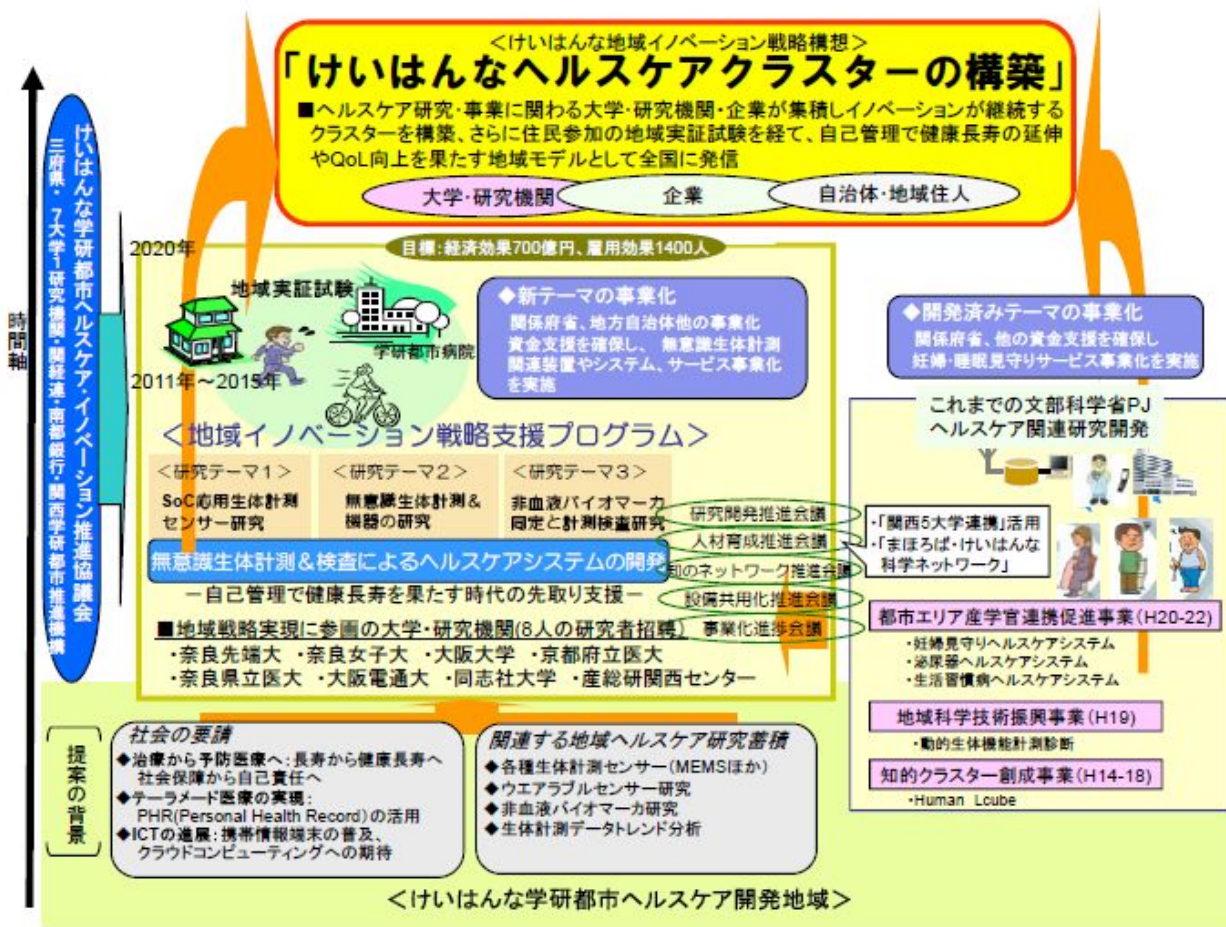 ＜けいはんな地域イノベーション戦略構想＞
「けいはんなヘルスケアクラスターの構築」
■ヘルスケア研究・事業に関わる大学・研究機関・企業が集積しイノベーションが継続する
クラスターを構築、さらに住民参加の地域実証試験を経て、自己管理で健康長寿の延伸
やQoL向上を果たす地域モデルとして全国に発信
大学・研究機関
企業
自治体・地域住人
時間軸
けいはんな学研都市ヘルスケア・イノベーション推進協議会
三府県・７大学1研究機関・関経連・南都銀行・関西学研都市推進機構
2020年
目標：経済効果700億円、雇用効果1400人
地域実証試験
学研都市病院
2011年～2015年
◆新テーマの事業化
関係府省、地方自治体他の事業化
資金支援を確保し、無意識生体計測
関連装置やシステム、サービス事業化
を実施
◆開発済みテーマの事業化
関係府省、他の資金支援を確保し
妊婦・睡眠見守りサービス事業化を実施
＜地域イノベーション戦略支援プログラム＞
＜研究テーマ１＞
SoC応用生体計測
センサー研究
＜研究テーマ２＞
無意識生体計測＆
機器の研究
＜研究テーマ３＞
非血液バイオマーカ
同定と計測検査研究
無意識生体計測＆検査によるヘルスケアシステムの開発
－自己管理で健康長寿を果たす時代の先取り支援－
■地域戦略実現に参画の大学・研究機関(8人の研究者招聘)
・奈良先端大 ・奈良女子大 ・大阪大学 ・京都府立医大
・奈良県立医大 ・大阪電通大 ・同志社大学 ・産総研関西センター
研究開発推進会議
人材育成推進会議
知のネットワーク推進会議
設備共用化推進会議
事業化進捗会議
これまでの文部科学省PJ
ヘルスケア関連研究開発
・「関西5大学連携」活用
・「まほろば・けいはんな
科学ネットワーク」
都市エリア産学官連携促進事業(H20-22)
・妊婦見守りヘルスケアシステム
・泌尿器ヘルスケアシステム
・生活習慣病ヘルスケアシステム
地域科学技術振興事業(H19)
・動的生体機能計測診断
知的クラスター創成事業(H14-18)
・Human Lcube
提案の背景
社会の要請
◆治療から予防医療へ：長寿から健康長寿へ
社会保障から自己責任へ
◆テーラメード医療の実現：
PHR(Personal Health Record)の活用
◆ICTの進展：携帯情報端末の普及、
クラウドコンピューティングへの期待
関連する地域ヘルスケア研究蓄積
◆各種生体計測センサー(MEMSほか)
◆ウエアラブルセンサー研究
◆非血液バイオマーカ研究
◆生体計測データトレンド分析
＜けいはんな学研都市ヘルスケア開発地域＞